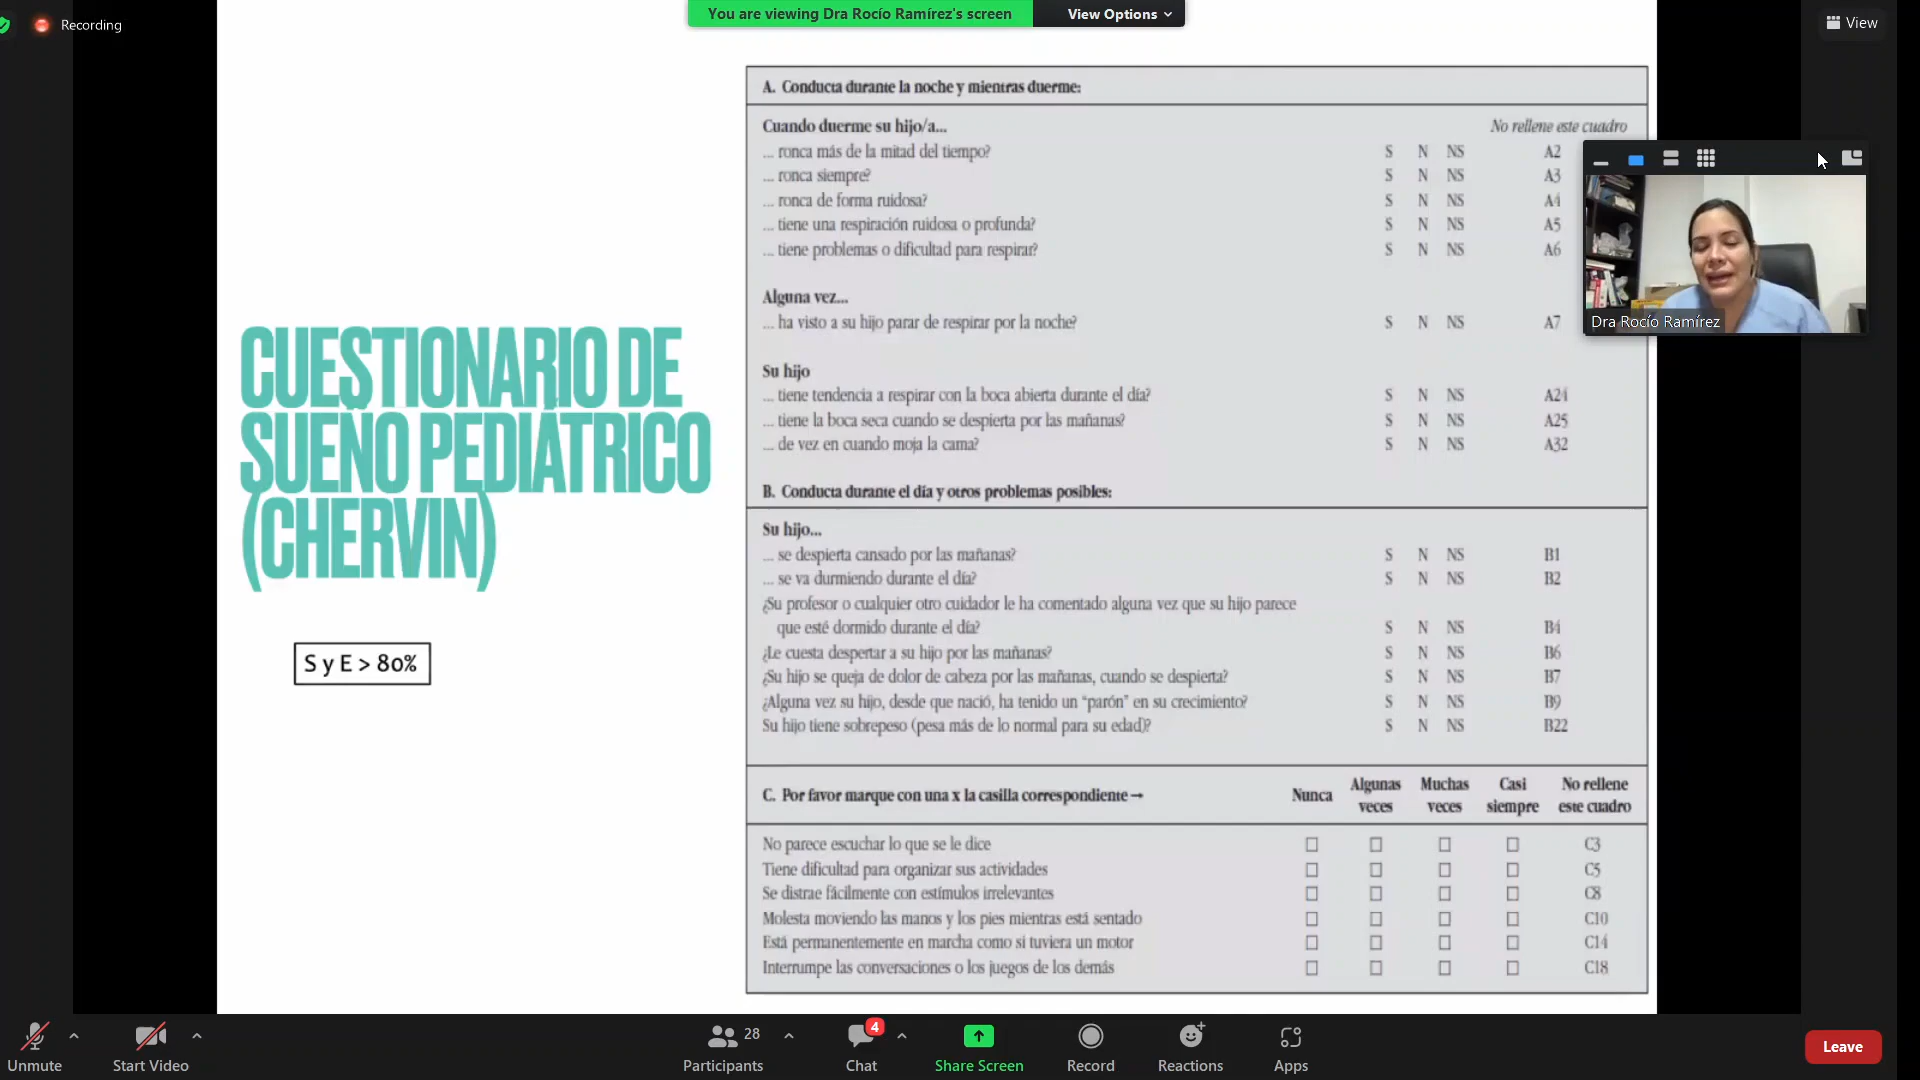 You are viewing Dra Rocío Ramírez's screen
View Options
Recording
View
CUESTIONARIO DE
SUEÑO PEDIÁTRICO
(CHERVIN)
S y E > 80%
A. Conducta durante la noche y mientras duerme:
Cuando duerme su hijo/a... No rellene este cuadro
... ronca más de la mitad del tiempo? S N NS A2
... ronca siempre? S N NS A3
... ronca de forma ruidosa? S N NS A4
... tiene una respiración ruidosa o profunda? S N NS A5
... tiene problemas o dificultad para respirar? S N NS A6
Alguna vez...
... ha visto a su hijo parar de respirar por la noche? S N NS A7
Su hijo
... tiene tendencia a respirar con la boca abierta durante el día? S N NS A24
... tiene la boca seca cuando se despierta por las mañanas? S N NS A25
... de vez en cuando moja la cama? S N NS A32
B. Conducta durante el día y otros problemas posibles:
Su hijo...
... se despierta cansado por las mañanas? S N NS B1
... se va durmiendo durante el día? S N NS B2
¿Su profesor o cualquier otro cuidador le ha comentado alguna vez que su hijo parece
que esté dormido durante el día? S N NS B4
¿Le cuesta despertar a su hijo por las mañanas? S N NS B6
¿Su hijo se queja de dolor de cabeza por las mañanas, cuando se despierta? S N NS B7
¿Alguna vez su hijo, desde que nació, ha tenido un “parón” en su crecimiento? S N NS B9
Su hijo tiene sobrepeso (pesa más de lo normal para su edad)? S N NS B22
C. Por favor marque con una x la casilla correspondiente → Nunca Algunas veces Muchas veces Casi siempre No rellene este cuadro
No parece escuchar lo que se le dice □ □ □ □ C3
Tiene dificultad para organizar sus actividades □ □ □ □ C5
Se distrae fácilmente con estímulos irrelevantes □ □ □ □ C8
Molesta moviendo las manos y los pies mientras está sentado □ □ □ □ C10
Está permanentemente en marcha como si tuviera un motor □ □ □ □ C14
Interrumpe las conversaciones o los juegos de los demás □ □ □ □ C18
Dra Rocío Ramírez
Unmute
Start Video
28
Participants
4
Chat
Share Screen
Record
Reactions
Apps
Leave